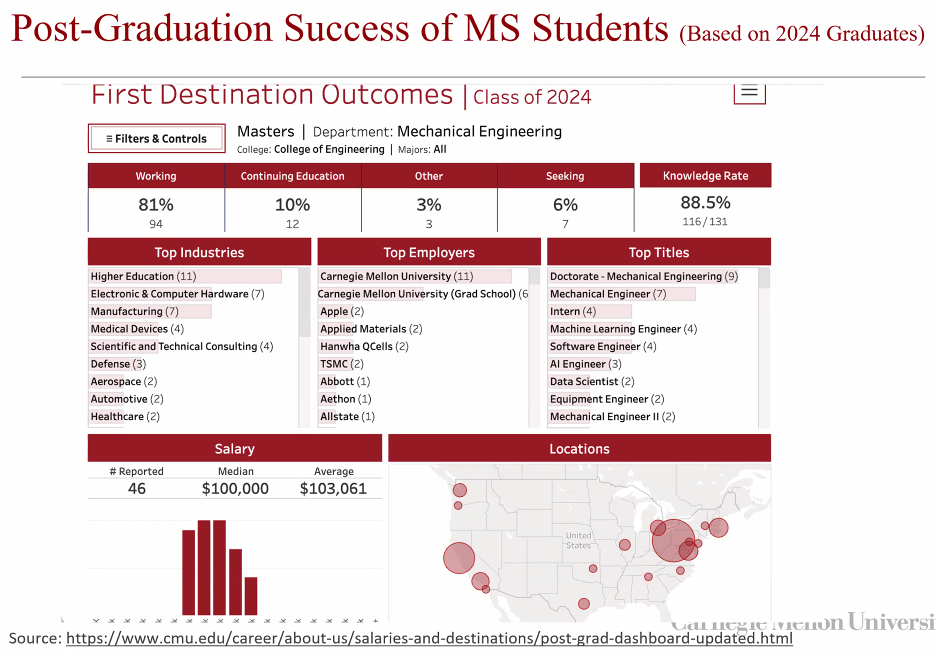 Post-Graduation Success of MS Students (Based on 2024 Graduates)
First Destination Outcomes | Class of 2024
≡ Filters & Controls
Masters | Department: Mechanical Engineering
College: College of Engineering | Majors: All
Working Continuing Education Other Seeking Knowledge Rate
81% 10% 3% 6% 88.5%
94 12 3 7 116/131
Top Industries
Higher Education (11)
Electronic & Computer Hardware (7)
Manufacturing (7)
Medical Devices (4)
Scientific and Technical Consulting (4)
Defense (3)
Aerospace (2)
Automotive (2)
Healthcare (2)
Top Employers
Carnegie Mellon University (11)
Carnegie Mellon University (Grad School) (6
Apple (2)
Applied Materials (2)
Hanwha QCells (2)
TSMC (2)
Abbott (1)
Aethon (1)
Allstate (1)
Top Titles
Doctorate - Mechanical Engineering (9)
Mechanical Engineer (7)
Intern (4)
Machine Learning Engineer (4)
Software Engineer (4)
AI Engineer (3)
Data Scientist (2)
Equipment Engineer (2)
Mechanical Engineer II (2)
Salary
# Reported Median Average
46 $100,000 $103,061
Locations
United
States
Carnegie Mellon Universi
Source: https://www.cmu.edu/career/about-us/salaries-and-destinations/post-grad-dashboard-updated.html